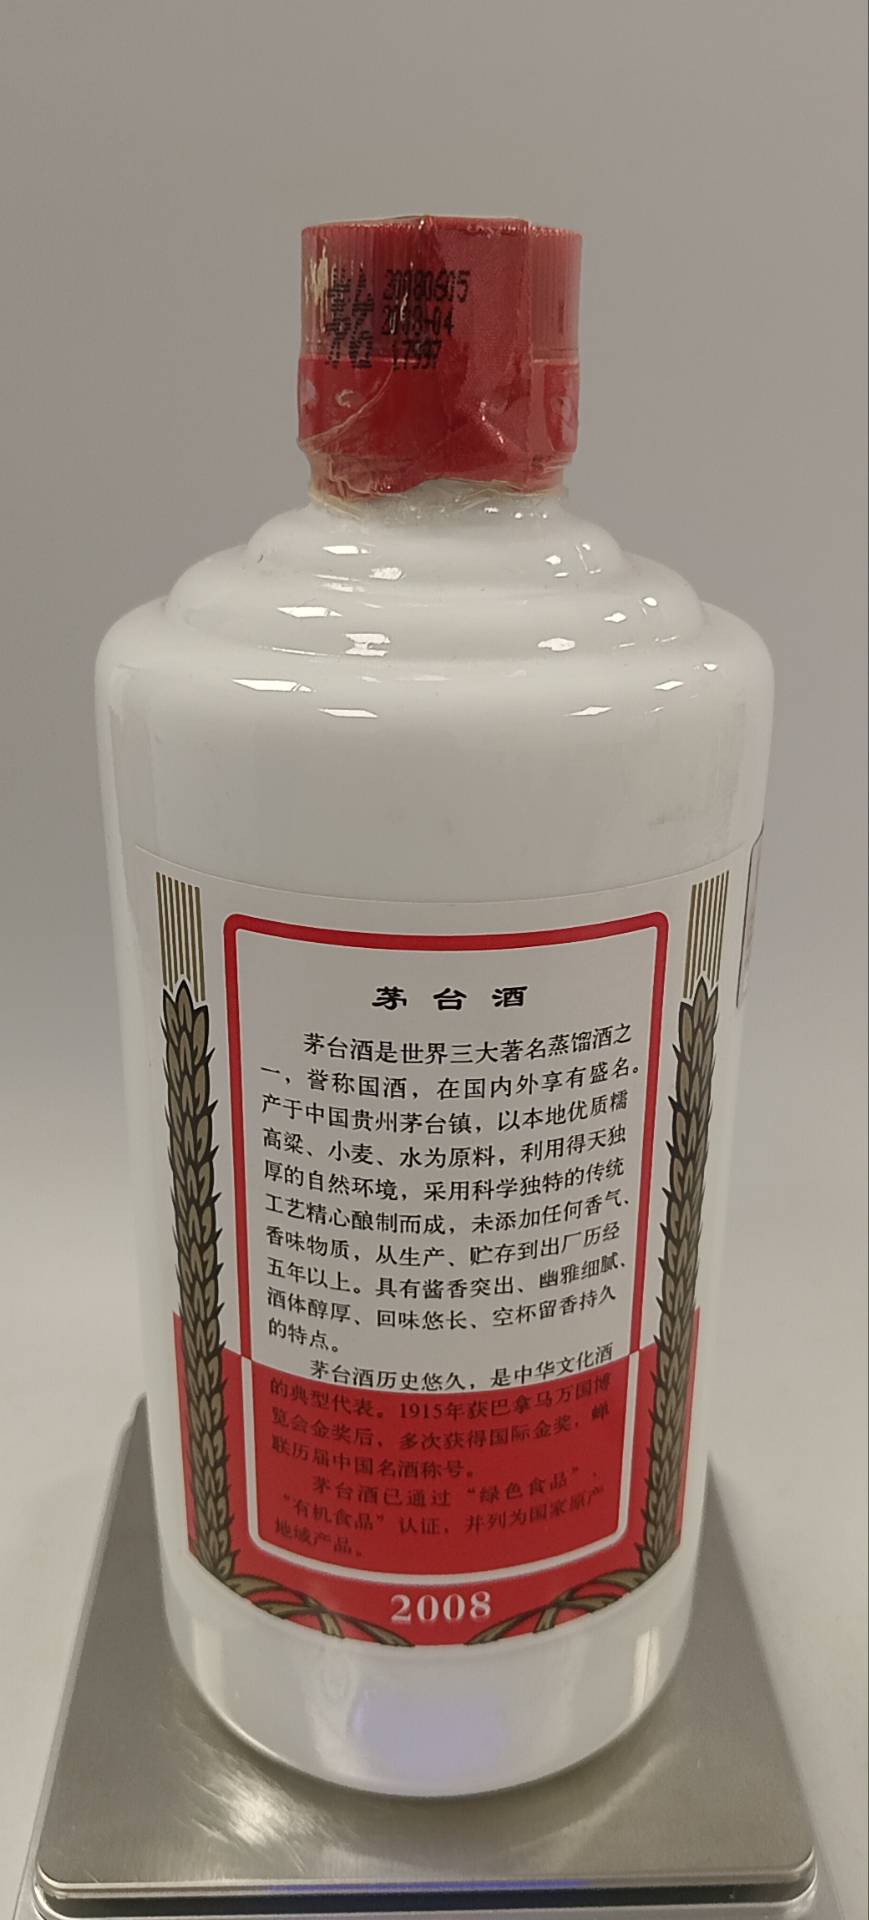 20080605
2008-04
17597
茅台酒
茅台酒是世界三大著名蒸馏酒之
一，誉称国酒，在国内外享有盛名。
产于中国贵州茅台镇，以本地优质糯
高粱、小麦、水为原料，利用得天独
厚的自然环境，采用科学独特的传统
工艺精心酿制而成，未添加任何香气、
香味物质，从生产、贮存到出厂历经
五年以上。具有酱香突出、幽雅细腻、
酒体醇厚、回味悠长、空杯留香持久
的特点。
茅台酒历史悠久，是中华文化酒
的典型代表。1915年获巴拿马万国博
览会金奖后，多次获得国际金奖，蝉
联历届中国名酒称号。
茅台酒已通过“绿色食品”、
“有机食品”认证，并列为国家原产
地域产品。
2008